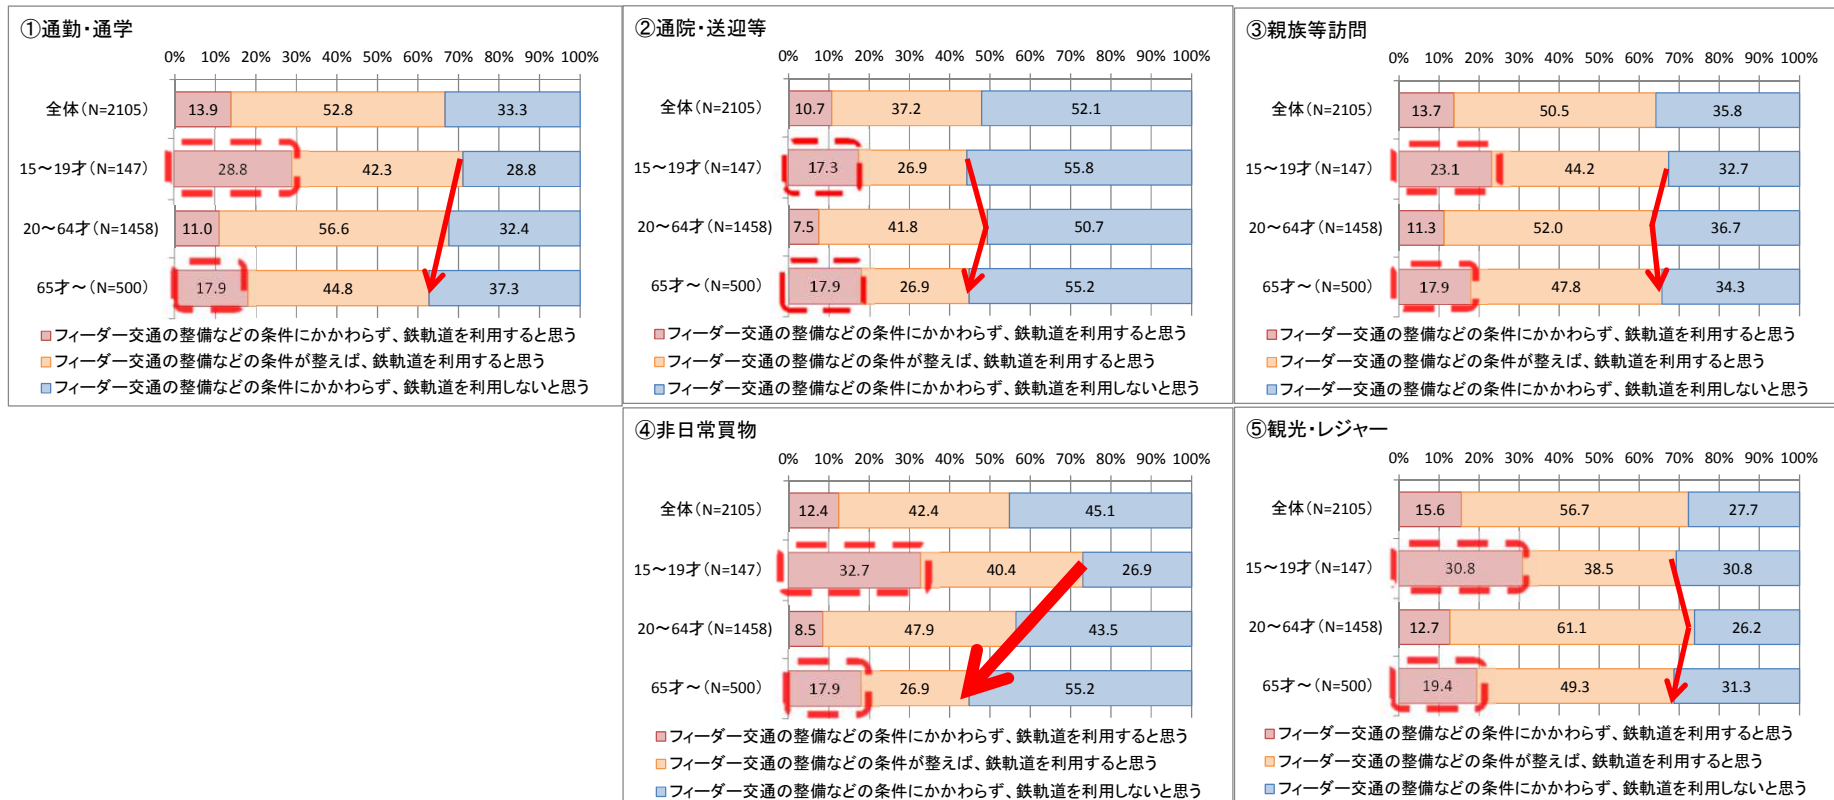 ①通勤・通学
0% 10% 20% 30% 40% 50% 60% 70% 80% 90% 100%
全体(N=2105) 13.9 52.8 33.3
15～19才(N=147) 28.8 42.3 28.8
20～64才(N=1458) 11.0 56.6 32.4
65才～(N=500) 17.9 44.8 37.3
フィーダー交通の整備などの条件にかかわらず、鉄軌道を利用すると思う
フィーダー交通の整備などの条件が整えば、鉄軌道を利用すると思う
フィーダー交通の整備などの条件にかかわらず、鉄軌道を利用しないと思う
②通院・送迎等
0% 10% 20% 30% 40% 50% 60% 70% 80% 90% 100%
全体(N=2105) 10.7 37.2 52.1
15～19才(N=147) 17.3 26.9 55.8
20～64才(N=1458) 7.5 41.8 50.7
65才～(N=500) 17.9 26.9 55.2
フィーダー交通の整備などの条件にかかわらず、鉄軌道を利用すると思う
フィーダー交通の整備などの条件が整えば、鉄軌道を利用すると思う
フィーダー交通の整備などの条件にかかわらず、鉄軌道を利用しないと思う
③親族等訪問
0% 10% 20% 30% 40% 50% 60% 70% 80% 90% 100%
全体(N=2105) 13.7 50.5 35.8
15～19才(N=147) 23.1 44.2 32.7
20～64才(N=1458) 11.3 52.0 36.7
65才～(N=500) 17.9 47.8 34.3
フィーダー交通の整備などの条件にかかわらず、鉄軌道を利用すると思う
フィーダー交通の整備などの条件が整えば、鉄軌道を利用すると思う
フィーダー交通の整備などの条件にかかわらず、鉄軌道を利用しないと思う
④非日常買物
0% 10% 20% 30% 40% 50% 60% 70% 80% 90% 100%
全体(N=2105) 12.4 42.4 45.1
15～19才(N=147) 32.7 40.4 26.9
20～64才(N=1458) 8.5 47.9 43.5
65才～(N=500) 17.9 26.9 55.2
フィーダー交通の整備などの条件にかかわらず、鉄軌道を利用すると思う
フィーダー交通の整備などの条件が整えば、鉄軌道を利用すると思う
フィーダー交通の整備などの条件にかかわらず、鉄軌道を利用しないと思う
⑤観光・レジャー
0% 10% 20% 30% 40% 50% 60% 70% 80% 90% 100%
全体(N=2105) 15.6 56.7 27.7
15～19才(N=147) 30.8 38.5 30.8
20～64才(N=1458) 12.7 61.1 26.2
65才～(N=500) 19.4 49.3 31.3
フィーダー交通の整備などの条件にかかわらず、鉄軌道を利用すると思う
フィーダー交通の整備などの条件が整えば、鉄軌道を利用すると思う
フィーダー交通の整備などの条件にかかわらず、鉄軌道を利用しないと思う